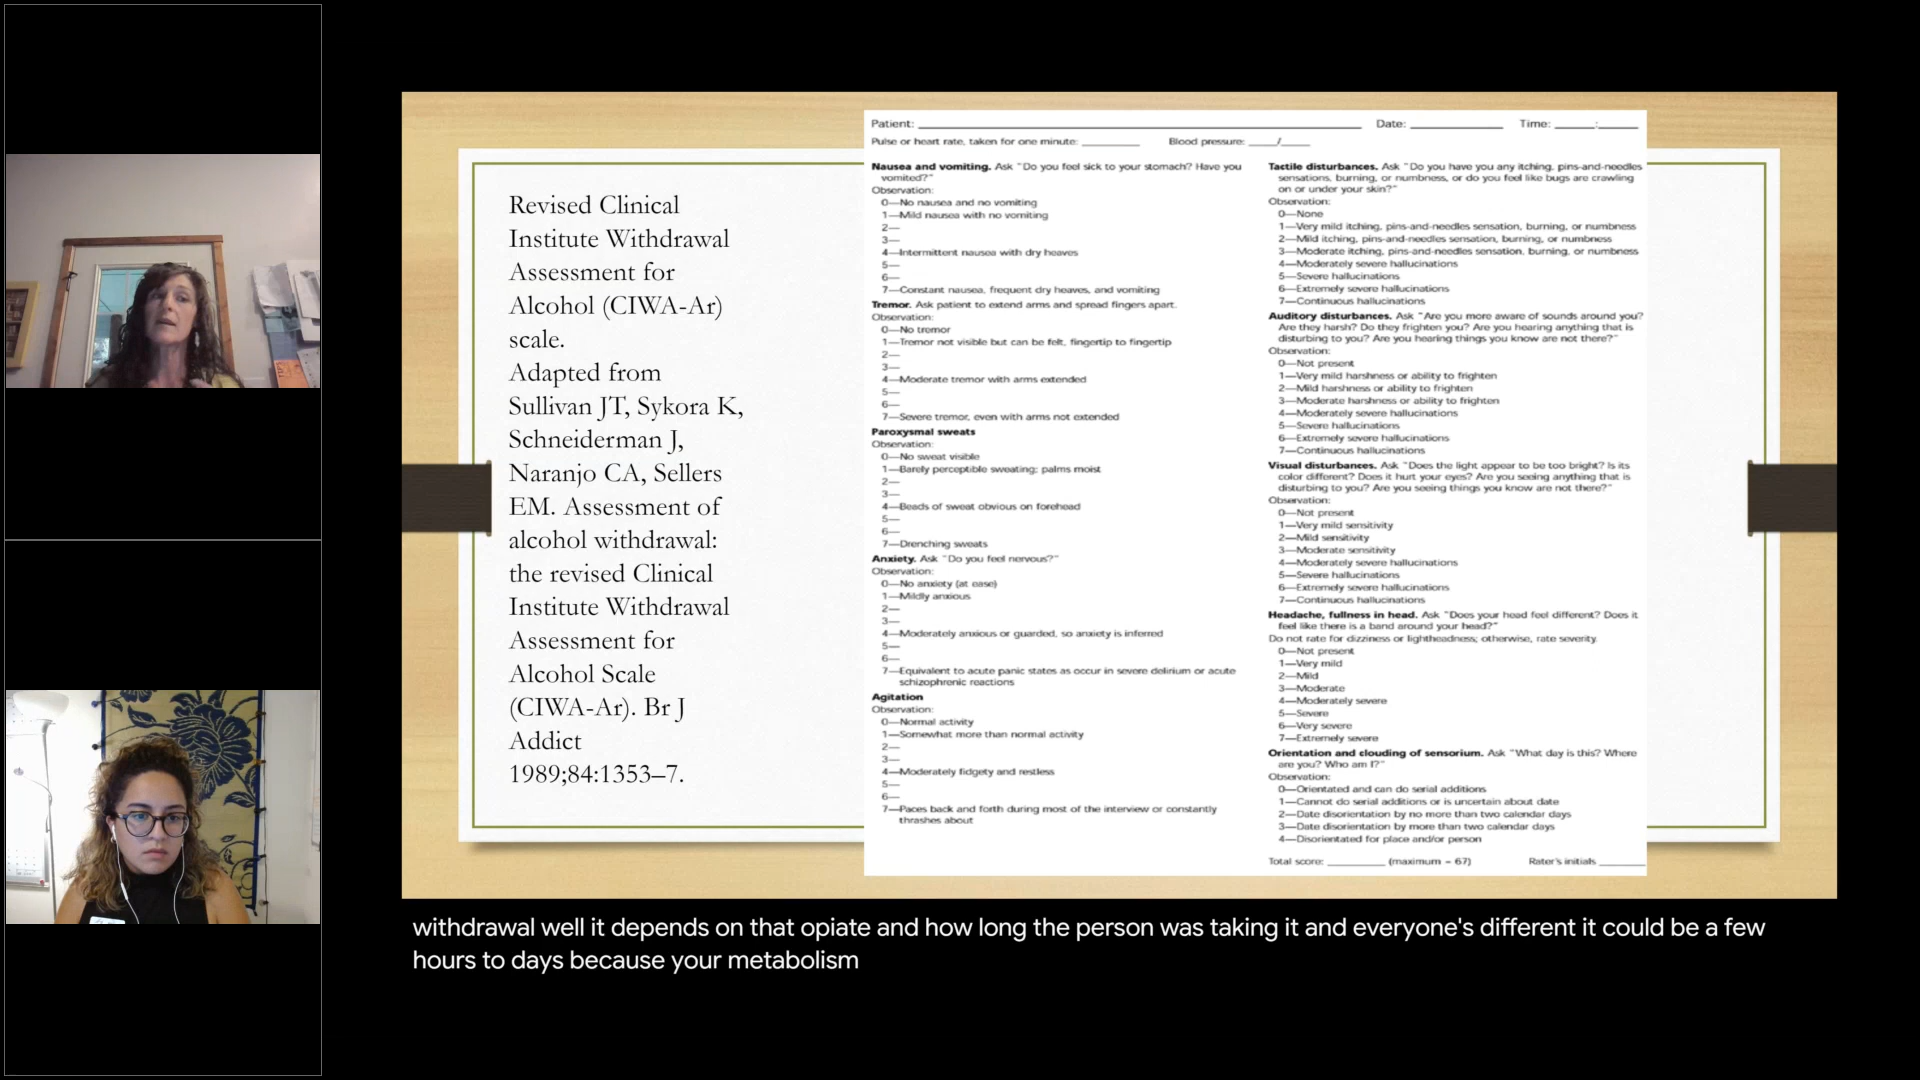 Revised Clinical
Institute Withdrawal
Assessment for
Alcohol (CIWA-Ar)
scale.
Adapted from
Sullivan JT, Sykora K,
Schneiderman J,
Naranjo CA, Sellers
EM. Assessment of
alcohol withdrawal:
the revised Clinical
Institute Withdrawal
Assessment for
Alcohol Scale
(CIWA-Ar). Br J
Addict
1989;84:1353–7.
Patient: ____ Date: ____ Time: ____:____
Pulse or heart rate, taken for one minute: ____ Blood pressure: ____/____
Nausea and vomiting. Ask "Do you feel sick to your stomach? Have you
vomited?"
Observation:
0—No nausea and no vomiting
1—Mild nausea with no vomiting
2—
3—
4—Intermittent nausea with dry heaves
5—
6—
7—Constant nausea, frequent dry heaves, and vomiting
Tremor. Ask patient to extend arms and spread fingers apart.
Observation:
0—No tremor
1—Tremor not visible but can be felt, fingertip to fingertip
2—
3—
4—Moderate tremor with arms extended
5—
6—
7—Severe tremor, even with arms not extended
Paroxysmal sweats
Observation:
0—No sweat visible
1—Barely perceptible sweating; palms moist
2—
3—
4—Beads of sweat obvious on forehead
5—
6—
7—Drenching sweats
Anxiety. Ask "Do you feel nervous?"
Observation:
0—No anxiety (at ease)
1—Mildly anxious
2—
3—
4—Moderately anxious or guarded, so anxiety is inferred
5—
6—
7—Equivalent to acute panic states as occur in severe delirium or acute
schizophrenic reactions
Agitation
Observation:
0—Normal activity
1—Somewhat more than normal activity
2—
3—
4—Moderately fidgety and restless
5—
6—
7—Paces back and forth during most of the interview or constantly
thrashes about
Tactile disturbances. Ask "Do you have you any itching, pins-and-needles
sensations, burning, or numbness, or do you feel like bugs are crawling
on or under your skin?"
Observation:
0—None
1—Very mild itching, pins-and-needles sensation, burning, or numbness
2—Mild itching, pins-and-needles sensation, burning, or numbness
3—Moderate itching, pins-and-needles sensation, burning, or numbness
4—Moderately severe hallucinations
5—Severe hallucinations
6—Extremely severe hallucinations
7—Continuous hallucinations
Auditory disturbances. Ask "Are you more aware of sounds around you?
Are they harsh? Do they frighten you? Are you hearing anything that is
disturbing to you? Are you hearing things you know are not there?"
Observation:
0—Not present
1—Very mild harshness or ability to frighten
2—Mild harshness or ability to frighten
3—Moderate harshness or ability to frighten
4—Moderately severe hallucinations
5—Severe hallucinations
6—Extremely severe hallucinations
7—Continuous hallucinations
Visual disturbances. Ask "Does the light appear to be too bright? Is its
color different? Does it hurt your eyes? Are you seeing anything that is
disturbing to you? Are you seeing things you know are not there?"
Observation:
0—Not present
1—Very mild sensitivity
2—Mild sensitivity
3—Moderate sensitivity
4—Moderately severe hallucinations
5—Severe hallucinations
6—Extremely severe hallucinations
7—Continuous hallucinations
Headache, fullness in head. Ask "Does your head feel different? Does it
feel like there is a band around your head?"
Do not rate for dizziness or lightheadness; otherwise, rate severity.
0—Not present
1—Very mild
2—Mild
3—Moderate
4—Moderately severe
5—Severe
6—Very severe
7—Extremely severe
Orientation and clouding of sensorium. Ask "What day is this? Where
are you? Who am I?"
Observation:
0—Orientated and can do serial additions
1—Cannot do serial additions or is uncertain about date
2—Date disorientation by no more than two calendar days
3—Date disorientation by more than two calendar days
4—Disorientated for place and/or person
Total score: ____ (maximum = 67) Rater's initials ____
withdrawal well it depends on that opiate and how long the person was taking it and everyone's different it could be a few
hours to days because your metabolism